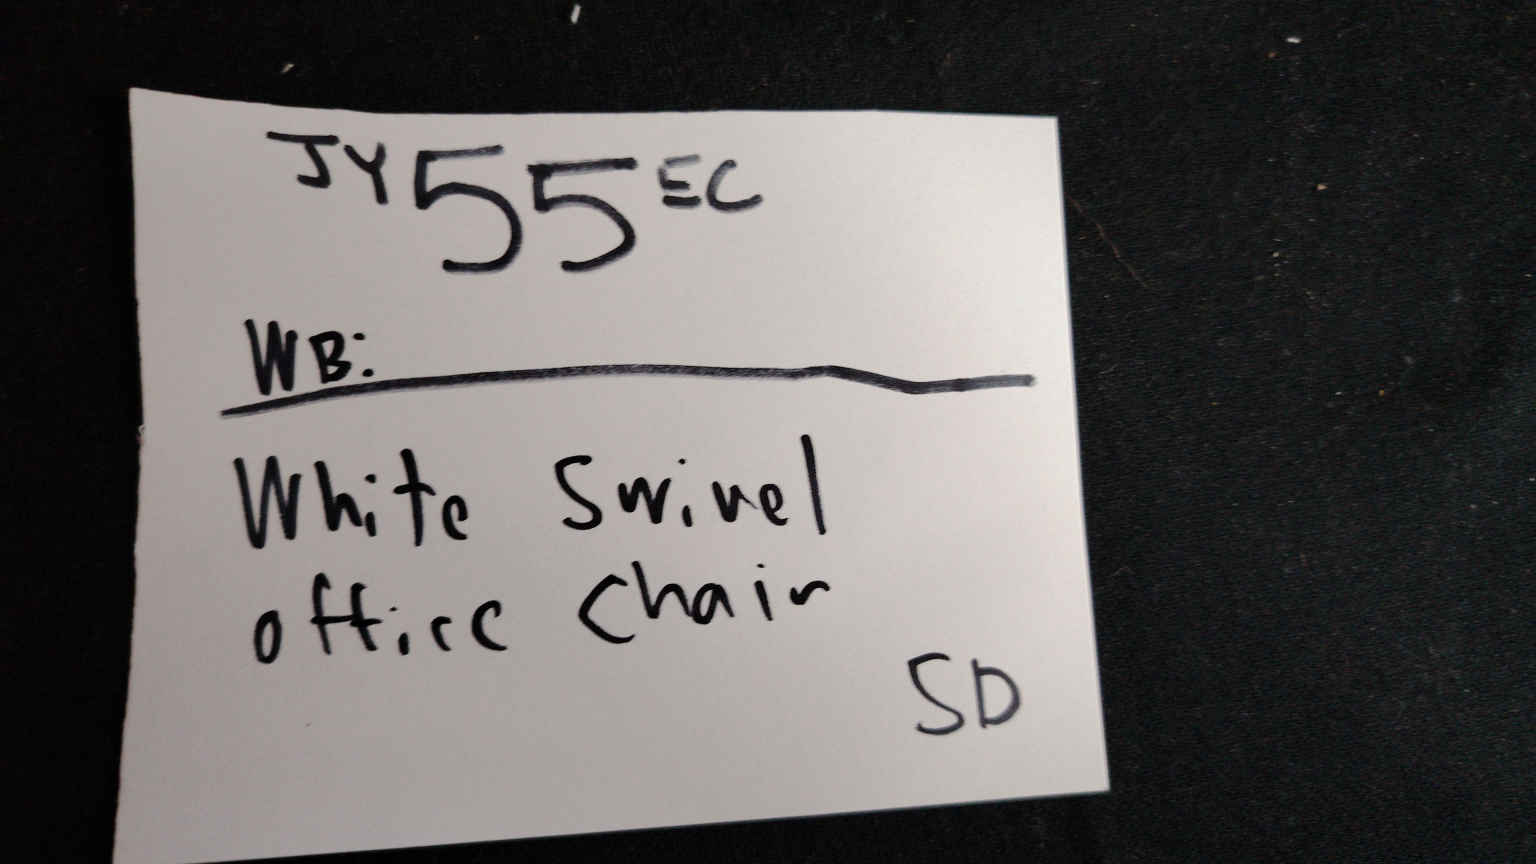 JY55EC
WB:
White Swivel
office Chair
SD